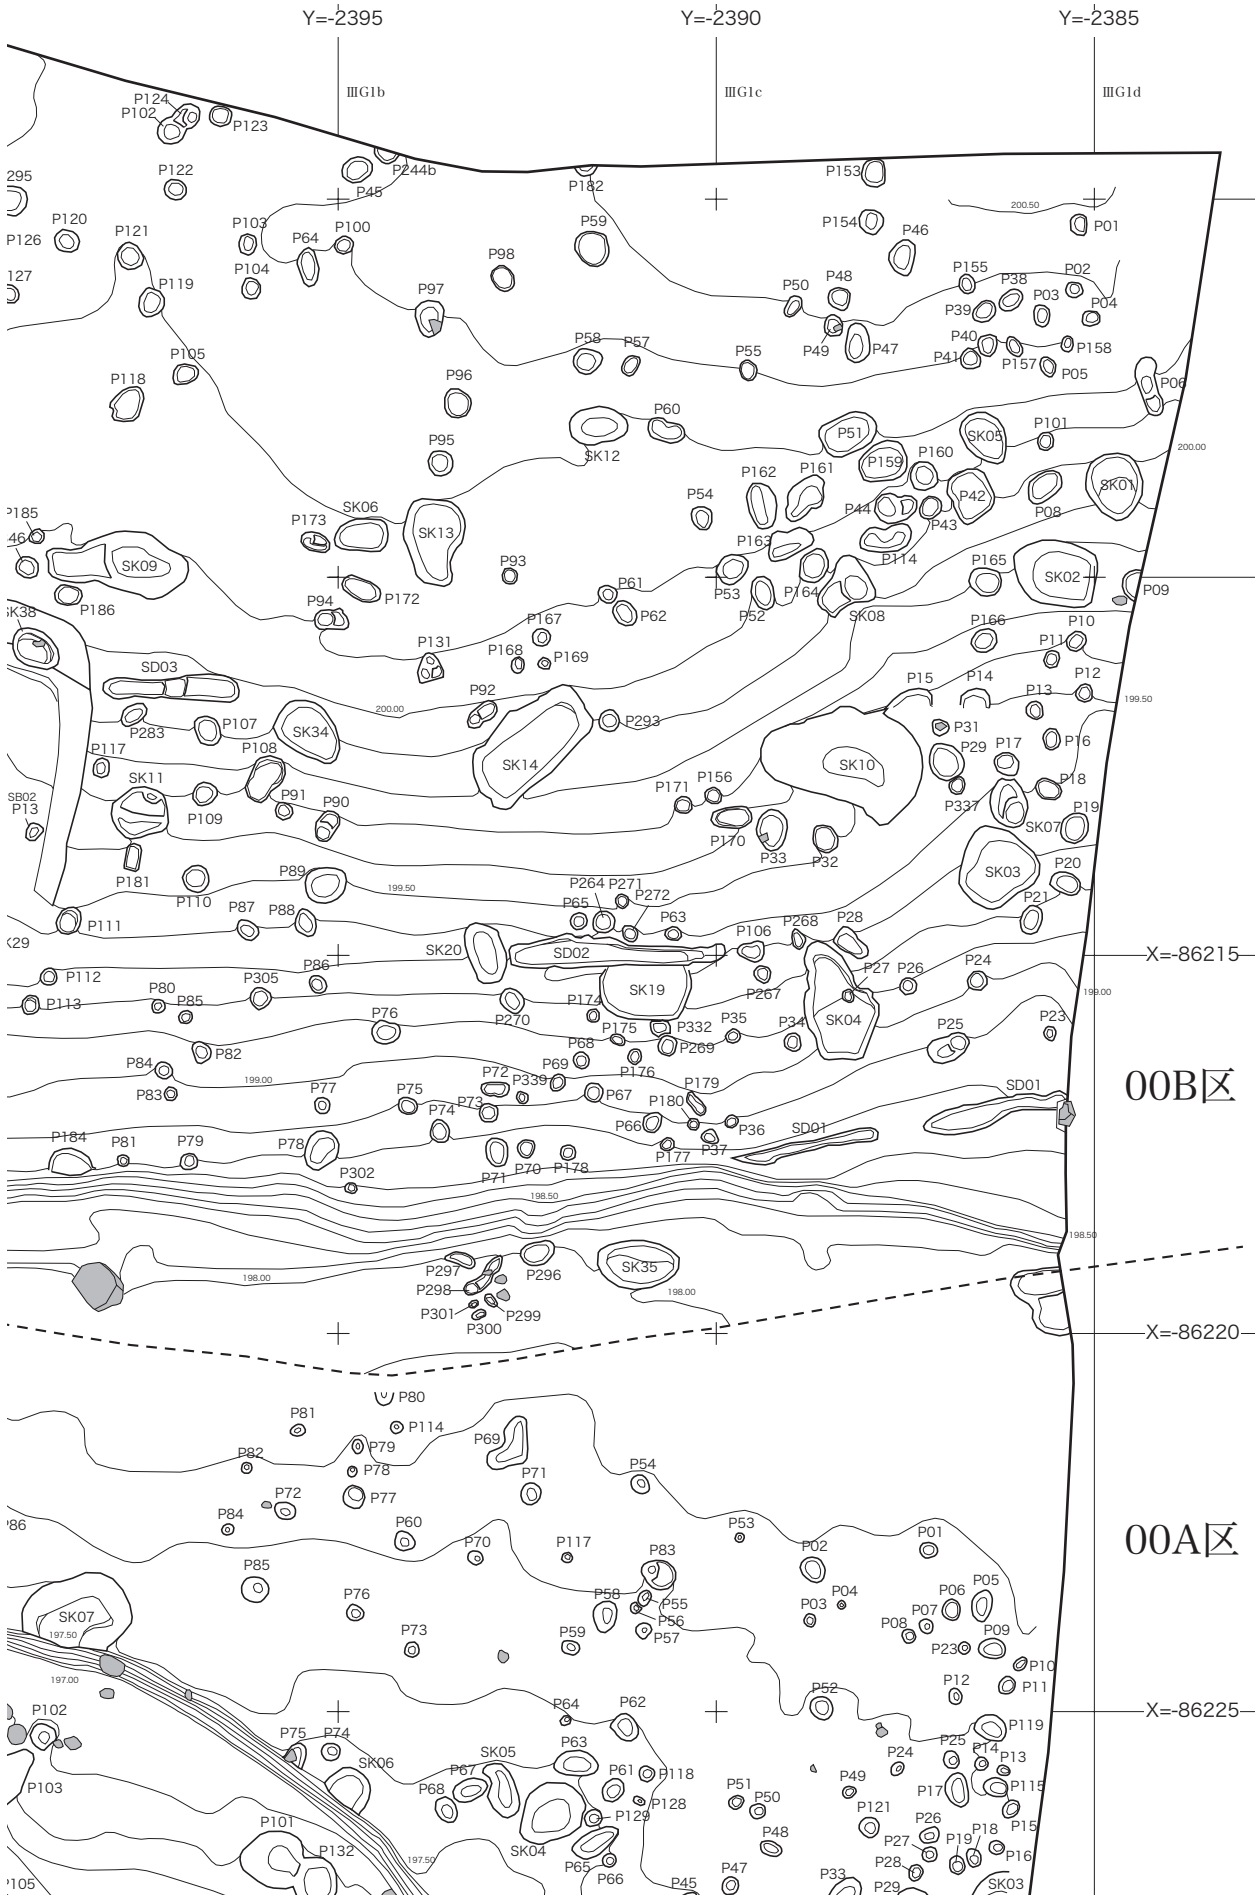 Y=-2395 Y=-2390 Y=-2385
ⅢG1b ⅢG1c ⅢG1d
P124
P102 P123
P244b P182 P153
295 P122 P45
200.50
P120 P103 P100 P59 P154 P46 P01
P126 P121 P64
P98
127 P119 P104 P97 P50 P48 P155 P38 P02
P39 P03 P04
P58 P57 P49 P47 P40 P158
P105 P55 P41 P157 P05
P118 P96 P06
P60 P51 SK05 P101
P95 SK12 200.00
P159 P160
P162 P161 SK01
P185 SK06 P54 P44 P42 P08
P173 SK13 P43
46 SK09 P163 P114
P93 P165 SK02
P186 P172 P61 P53 P52 P164 P09
SK38 P94 P62 SK08
P167 P166 P10
P131 P168 P169 P11
SD03 P15 P14 P12
P92 P13 199.50
200.00
P283 P107 SK34 P293 P31 P16
P117 P108 SK14 SK10 P29 P17
SK11 P171 P156 P337 P18
SB02
P13 P109 P91 P90 P170 P33 P32 SK07 P19
P181 P110 P89 SK03 P20
199.50
P264 P271
P272 P21
P111 P87 P88 P65 P63 P268 P28
K29 SK20 SD02 P106 X=-86215
P112 P86 P27 P26 P24
P305 SK19 P267 199.00
P113 P80 P85 P270 P174
P76 P332 P35 P34 SK04 P23
P82 P175 P269 P25
P84 P68
199.00 P69 P176
P83 P77 P75 P72 P339 P67 P179 SD01 00B区
P73 P180
P74 P66 P36 SD01
P184 P81 P79 P78 P177 P37
P71 P70 P178
P302
198.50
198.50
P297 P296 SK35
198.00 P298 198.00
P301 P299
P300
X=-86220
P80
P81 P114
P79 P69
P82 P78 P54
P72 P77 P71
P84
P86 P60 P53 P01 00A区
P70 P117 P02
P85 P83
P76 P58 P55 P04 P06 P05
SK07 P56 P03 P07
197.50 P73 P59 P57 P08 P23 P09
P10
197.00 P12 P11
P102 P64 P62 P52 X=-86225
P119
P75 P74 P63 P25 P14
SK06 SK05 P24 P13
P103 P67 P61 P118 P49 P17 P115
P68 P128 P51 P50
P129 P121 P15
P101 P26 P18
SK04 P48 P27 P19 P16
P132 197.50 P65 P28
P105 P66 P47 P33 SK03
P45 P29